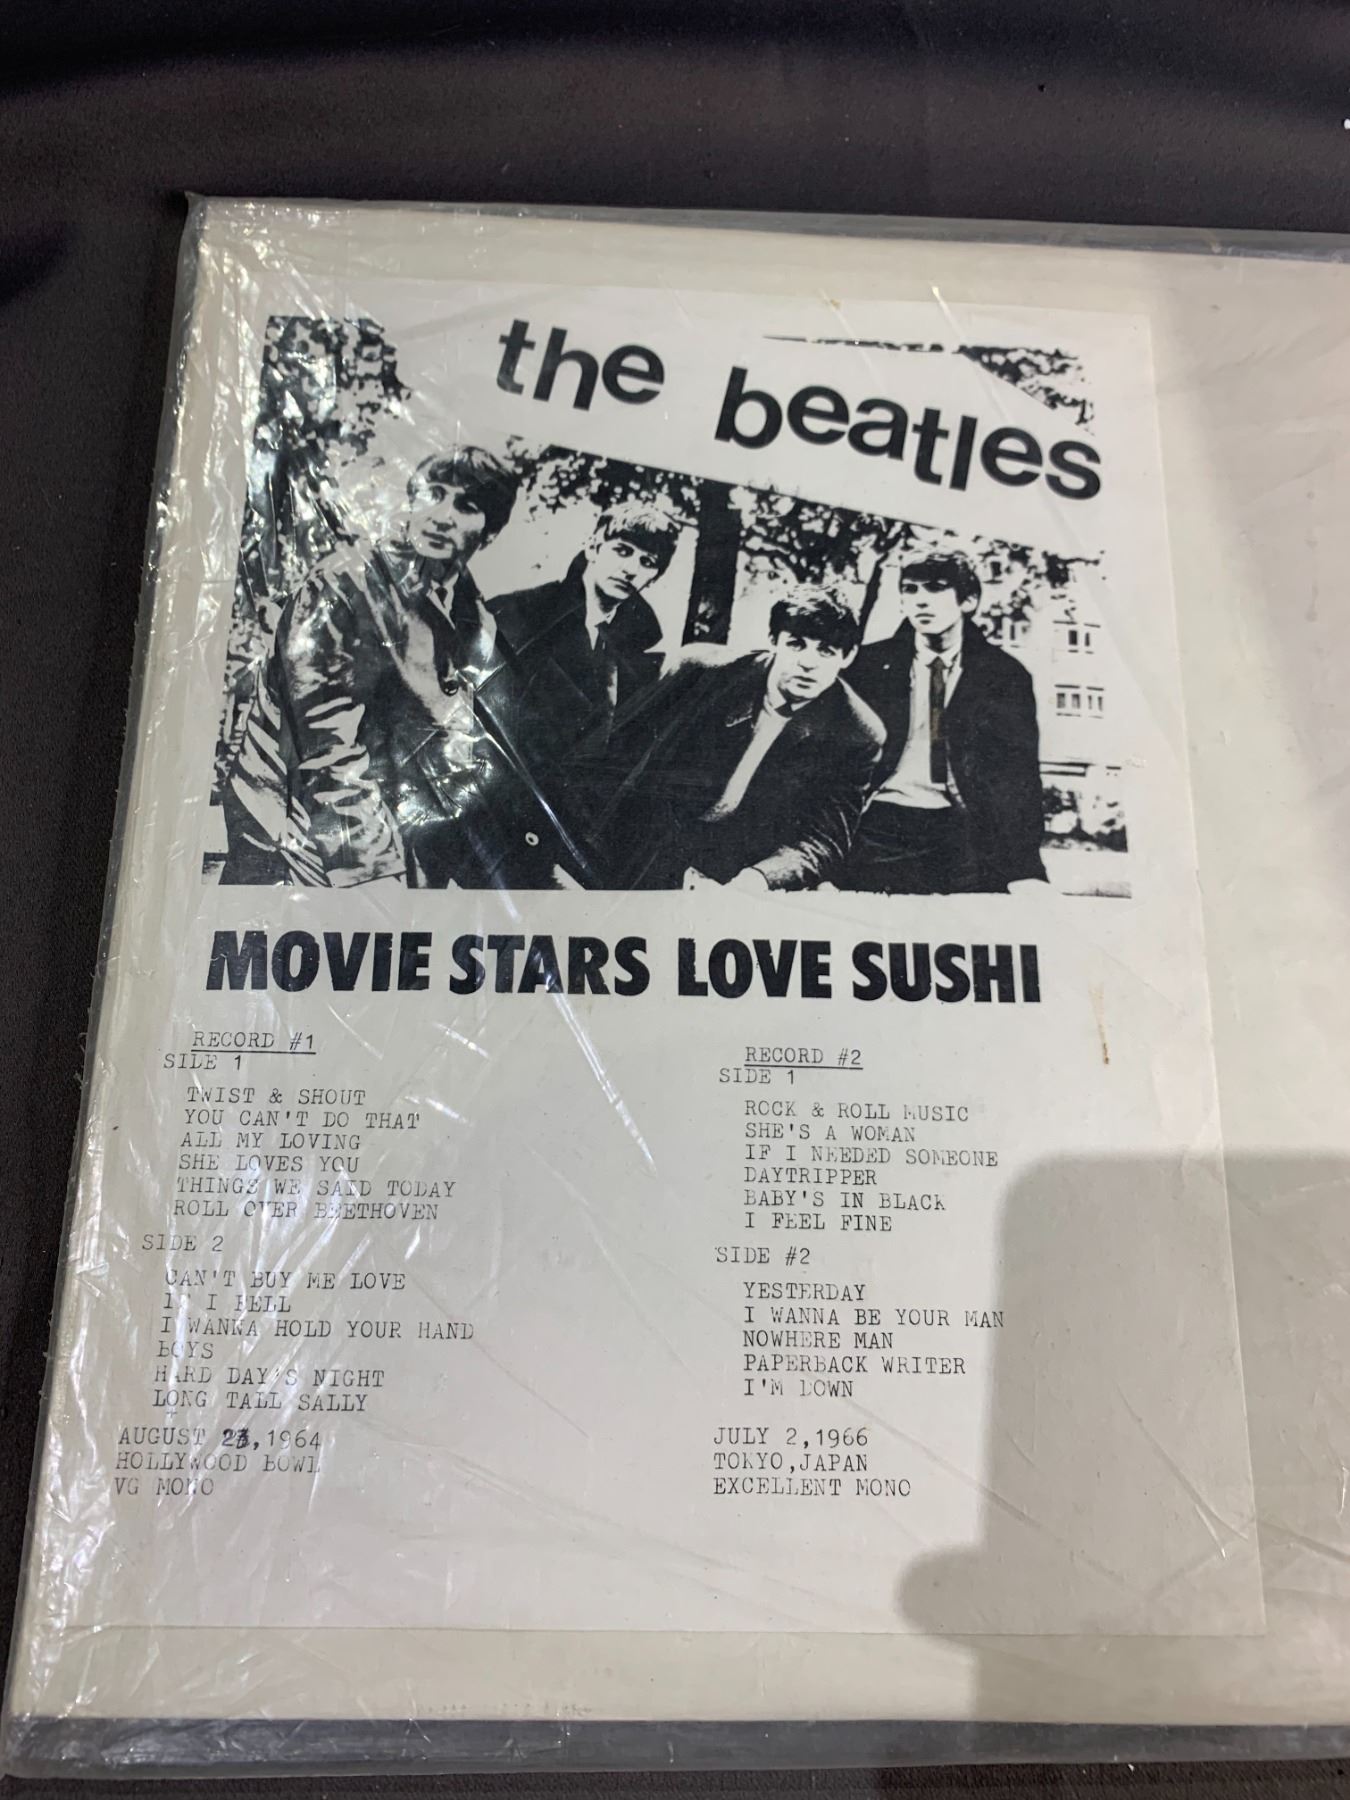 the beatles
MOVIE STARS LOVE SUSHI
RECORD #1
SIDE 1
TWIST & SHOUT
YOU CAN'T DO THAT
ALL MY LOVING
SHE LOVES YOU
THINGS WE SAID TODAY
ROLL OVER BEETHOVEN
SIDE 2
CAN'T BUY ME LOVE
IF I FELL
I WANNA HOLD YOUR HAND
BOYS
HARD DAY'S NIGHT
LONG TALL SALLY
AUGUST 23,1964
HOLLYWOOD BOWL
VG MONO
RECORD #2
SIDE 1
ROCK & ROLL MUSIC
SHE'S A WOMAN
IF I NEEDED SOMEONE
DAYTRIPPER
BABY'S IN BLACK
I FEEL FINE
SIDE #2
YESTERDAY
I WANNA BE YOUR MAN
NOWHERE MAN
PAPERBACK WRITER
I'M DOWN
JULY 2,1966
TOKYO,JAPAN
EXCELLENT MONO